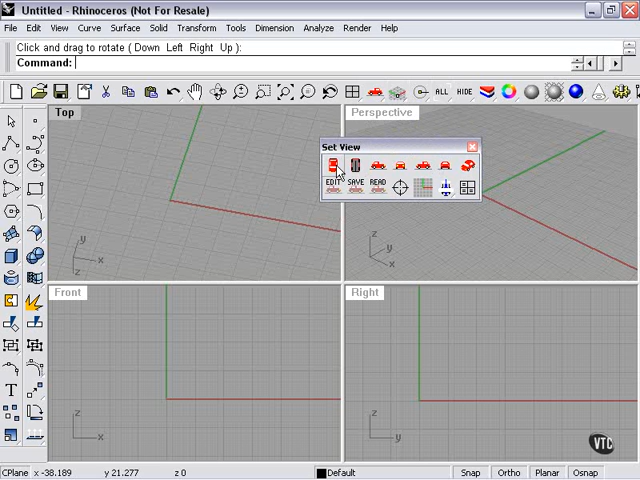 Untitled - Rhinoceros (Not For Resale)
File Edit View Curve Surface Solid Transform Tools Dimension Analyze Render Help
Click and drag to rotate ( Down Left Right Up ):
Command:
ALL HIDE
Top
Perspective
Set View
EDIT SAVE READ
y
x
z
z
y
x
Front
Right
z
x
z
y
T
VTC
CPlane x -38.189 y 21.277 z 0 Default Snap Ortho Planar Osnap